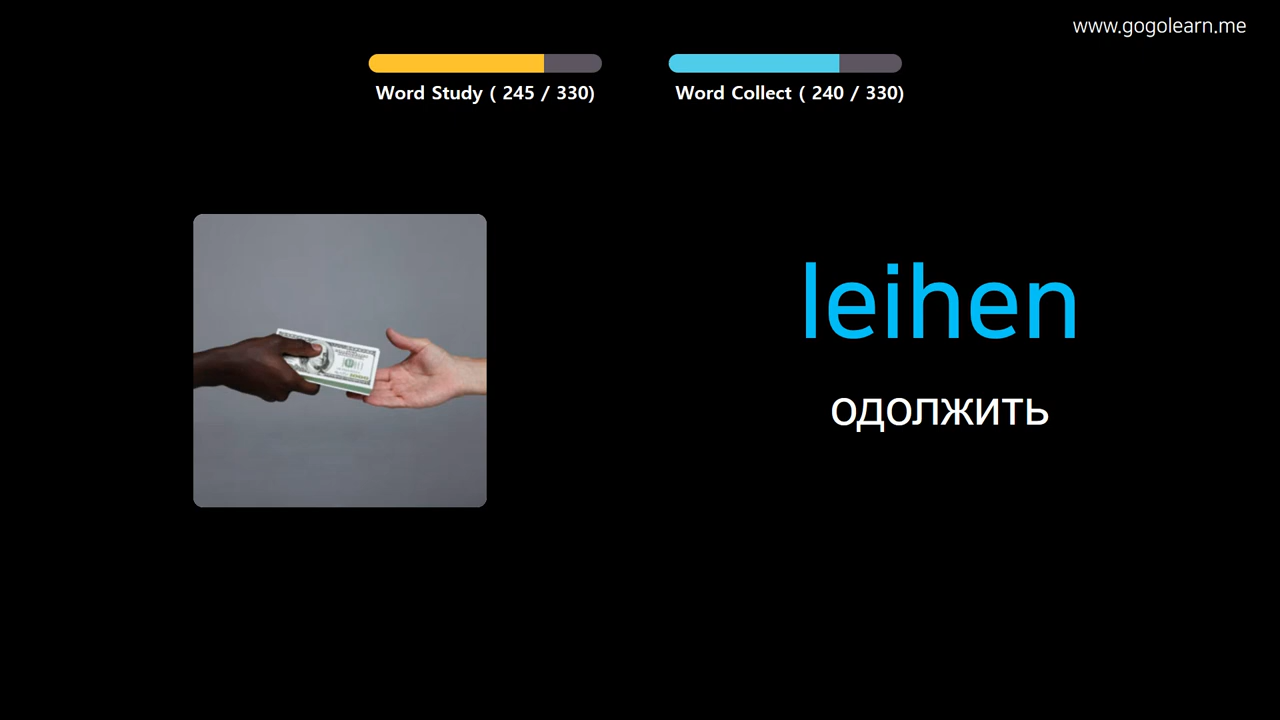 www.gogolearn.me
Word Study ( 245 / 330)
Word Collect ( 240 / 330)
leihen
одолжить